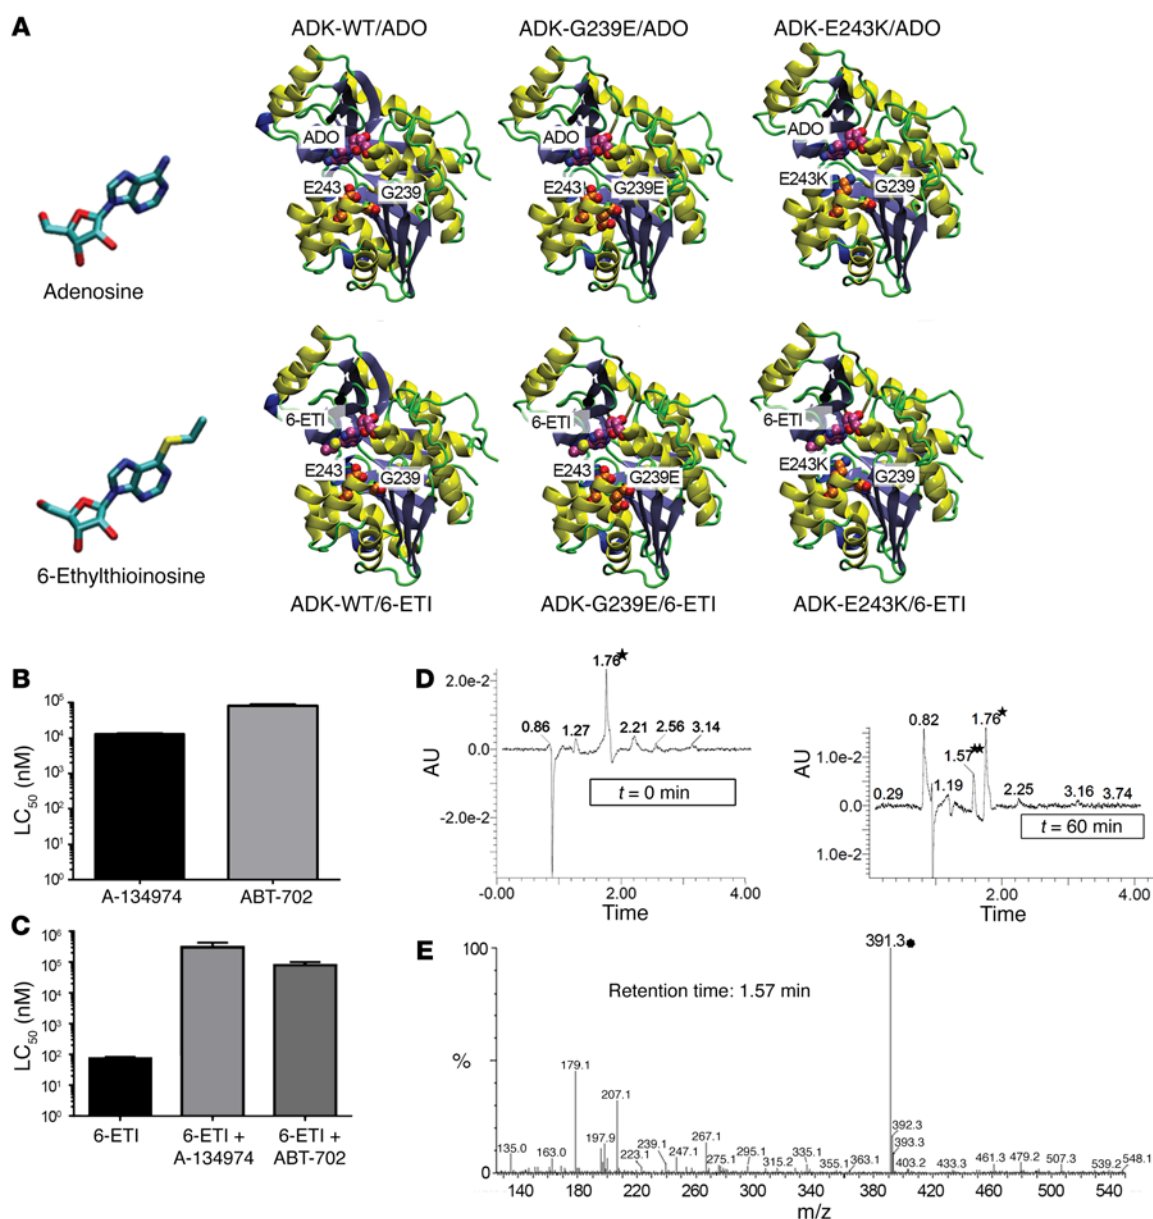 A
ADK-WT/ADO
ADK-G239E/ADO
ADK-E243K/ADO
ADO
ADO
ADO
E243
G239
E243
G239E
E243K
G239
Adenosine
6-ETI
6-ETI
6-ETI
E243
G239
E243
G239E
E243K
G239
6-Ethylthioinosine
ADK-WT/6-ETI
ADK-G239E/6-ETI
ADK-E243K/6-ETI
B
LC50 (nM)
10^5
10^4
10^3
10^2
10^1
10^0
A-134974
ABT-702
C
LC50 (nM)
10^6
10^5
10^4
10^3
10^2
10^1
10^0
6-ETI
6-ETI +
A-134974
6-ETI +
ABT-702
D
AU
2.0e-2
0.0
-2.0e-2
0.86
1.27
1.76★
2.21
2.56
3.14
t = 0 min
-0.00
2.00
4.00
Time
AU
1.0e-2
0.0
1.0e-2
0.29
0.82
1.19
1.57★★
1.76★
2.25
3.16
3.74
t = 60 min
2.00
4.00
Time
E
100
%
0
Retention time: 1.57 min
391.3●
179.1
207.1
135.0
163.0
197.9
223.1
239.1
247.1
267.1
275.1
295.1
315.2
335.1
355.1
363.1
392.3
393.3
403.2
433.3
461.3
479.2
507.3
539.2
548.1
140
180
220
260
300
340
380
420
460
500
540
m/z